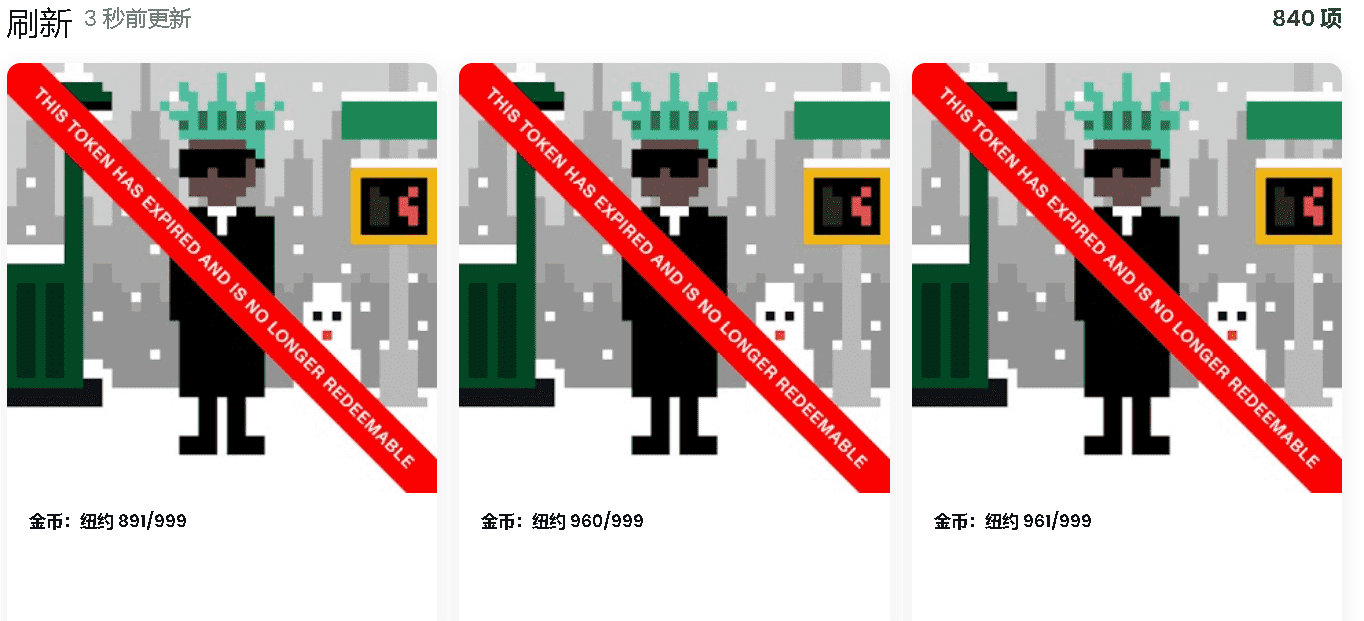 刷新 3 秒前更新
840 项
THIS TOKEN HAS EXPIRED AND IS NO LONGER REDEEMABLE
THIS TOKEN HAS EXPIRED AND IS NO LONGER REDEEMABLE
THIS TOKEN HAS EXPIRED AND IS NO LONGER REDEEMABLE
金币：纽约 891/999
金币：纽约 960/999
金币：纽约 961/999